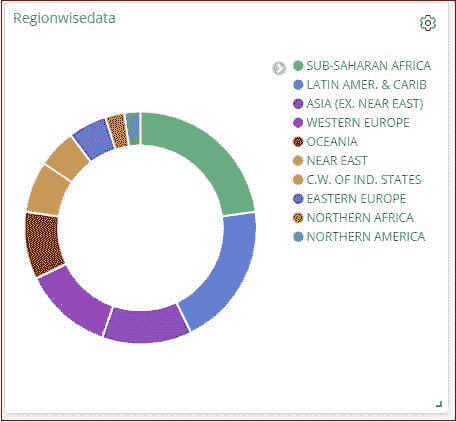 Regionwisedata
SUB-SAHARAN AFRICA
LATIN AMER. & CARIB
ASIA (EX. NEAR EAST)
WESTERN EUROPE
OCEANIA
NEAR EAST
C.W. OF IND. STATES
EASTERN EUROPE
NORTHERN AFRICA
NORTHERN AMERICA